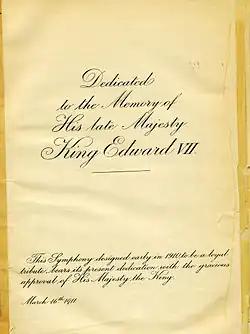 Dedicated
to the Memory of
His late Majesty
King Edward VII
This Symphony designed early in 1910 to be a loyal
tribute, bears its present dedication with the gracious
approval of His Majesty the King.
March 16th 1911